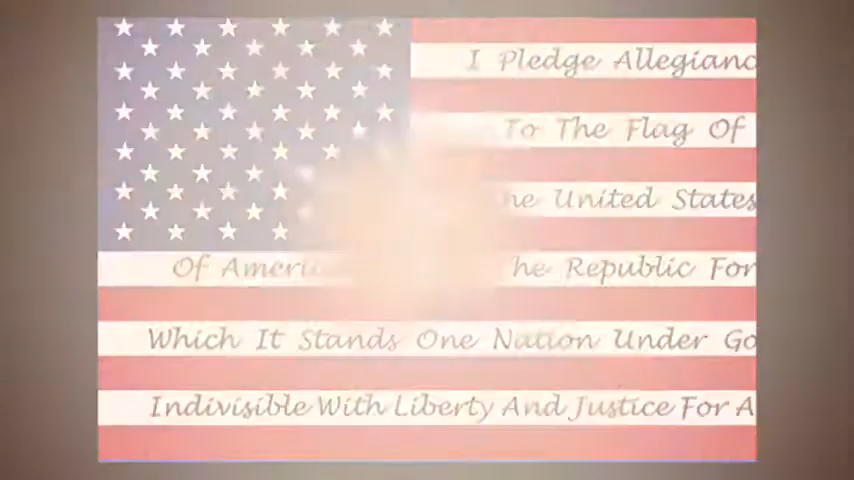 I Pledge Allegianc
To The Flag Of
he United States
Of Ameri he Republic For
Which It Stands One Nation Under Go
Indivisible With Liberty And Justice For A